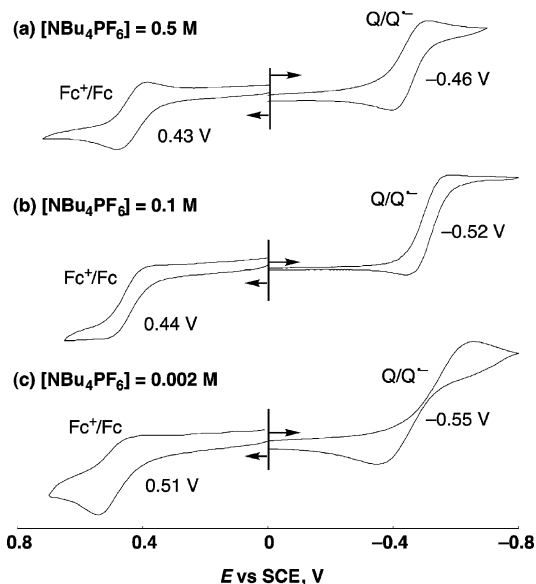 (a) [NBu₄PF₆] = 0.5 M
Q/Q•–
Fc⁺/Fc
–0.46 V
0.43 V
(b) [NBu₄PF₆] = 0.1 M
Q/Q•–
–0.52 V
Fc⁺/Fc
0.44 V
(c) [NBu₄PF₆] = 0.002 M
Q/Q•–
Fc⁺/Fc
–0.55 V
0.51 V
0.8 0.4 0 –0.4 –0.8
E vs SCE, V